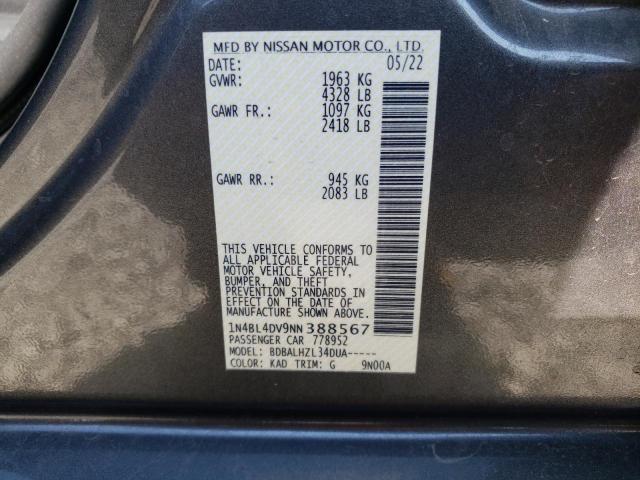 MFD BY NISSAN MOTOR CO., LTD.
DATE: 05/22
GVWR: 1963 KG
4328 LB
GAWR FR.: 1097 KG
2418 LB
GAWR RR.: 945 KG
2083 LB
THIS VEHICLE CONFORMS TO
ALL APPLICABLE FEDERAL
MOTOR VEHICLE SAFETY,
BUMPER, AND THEFT
PREVENTION STANDARDS IN
EFFECT ON THE DATE OF
MANUFACTURE SHOWN ABOVE.
1N4BL4DV9NN388567
PASSENGER CAR 778952
MODEL: BDBALHZL34DUA-----
COLOR: KAD TRIM: G 9N00A